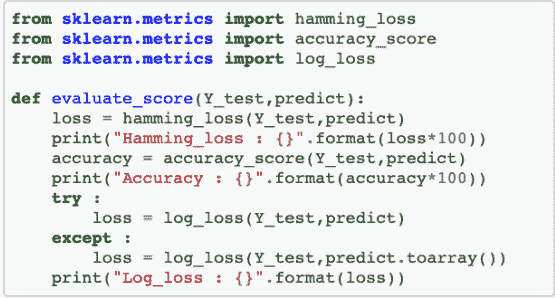 from sklearn.metrics import hamming_loss
from sklearn.metrics import accuracy_score
from sklearn.metrics import log_loss

def evaluate_score(Y_test,predict):
    loss = hamming_loss(Y_test,predict)
    print("Hamming_loss : {}".format(loss*100))
    accuracy = accuracy_score(Y_test,predict)
    print("Accuracy : {}".format(accuracy*100))
    try :
        loss = log_loss(Y_test,predict)
    except :
        loss = log_loss(Y_test,predict.toarray())
    print("Log_loss : {}".format(loss))